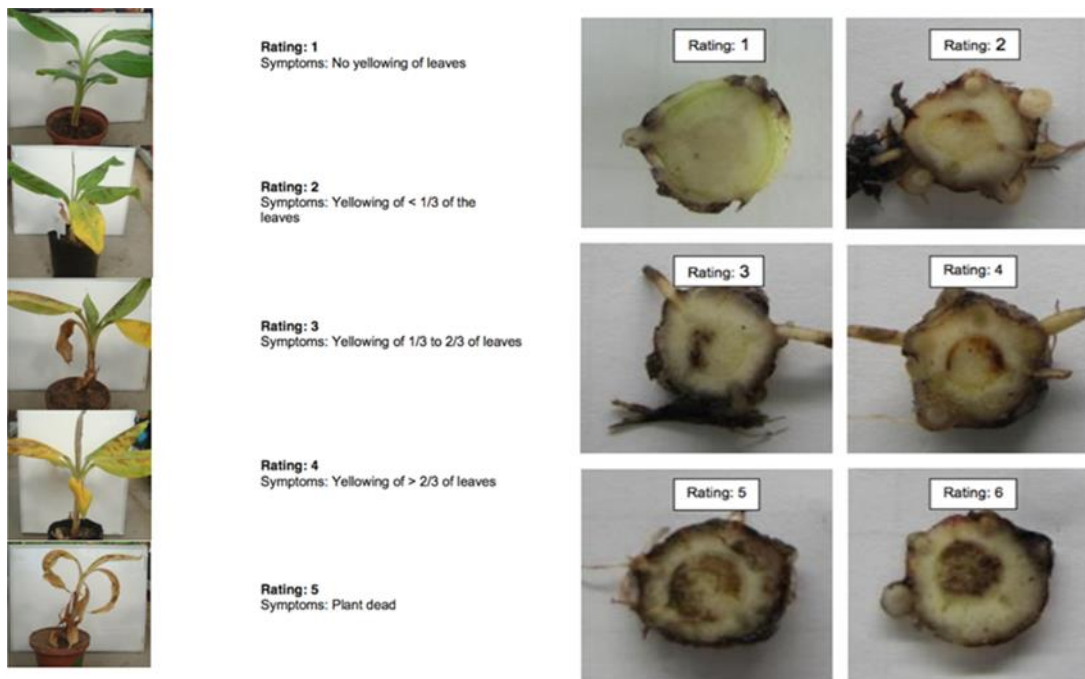 Rating: 1
Symptoms: No yellowing of leaves
Rating: 2
Symptoms: Yellowing of < 1/3 of the
leaves
Rating: 3
Symptoms: Yellowing of 1/3 to 2/3 of leaves
Rating: 4
Symptoms: Yellowing of > 2/3 of leaves
Rating: 5
Symptoms: Plant dead
Rating: 1
Rating: 2
Rating: 3
Rating: 4
Rating: 5
Rating: 6